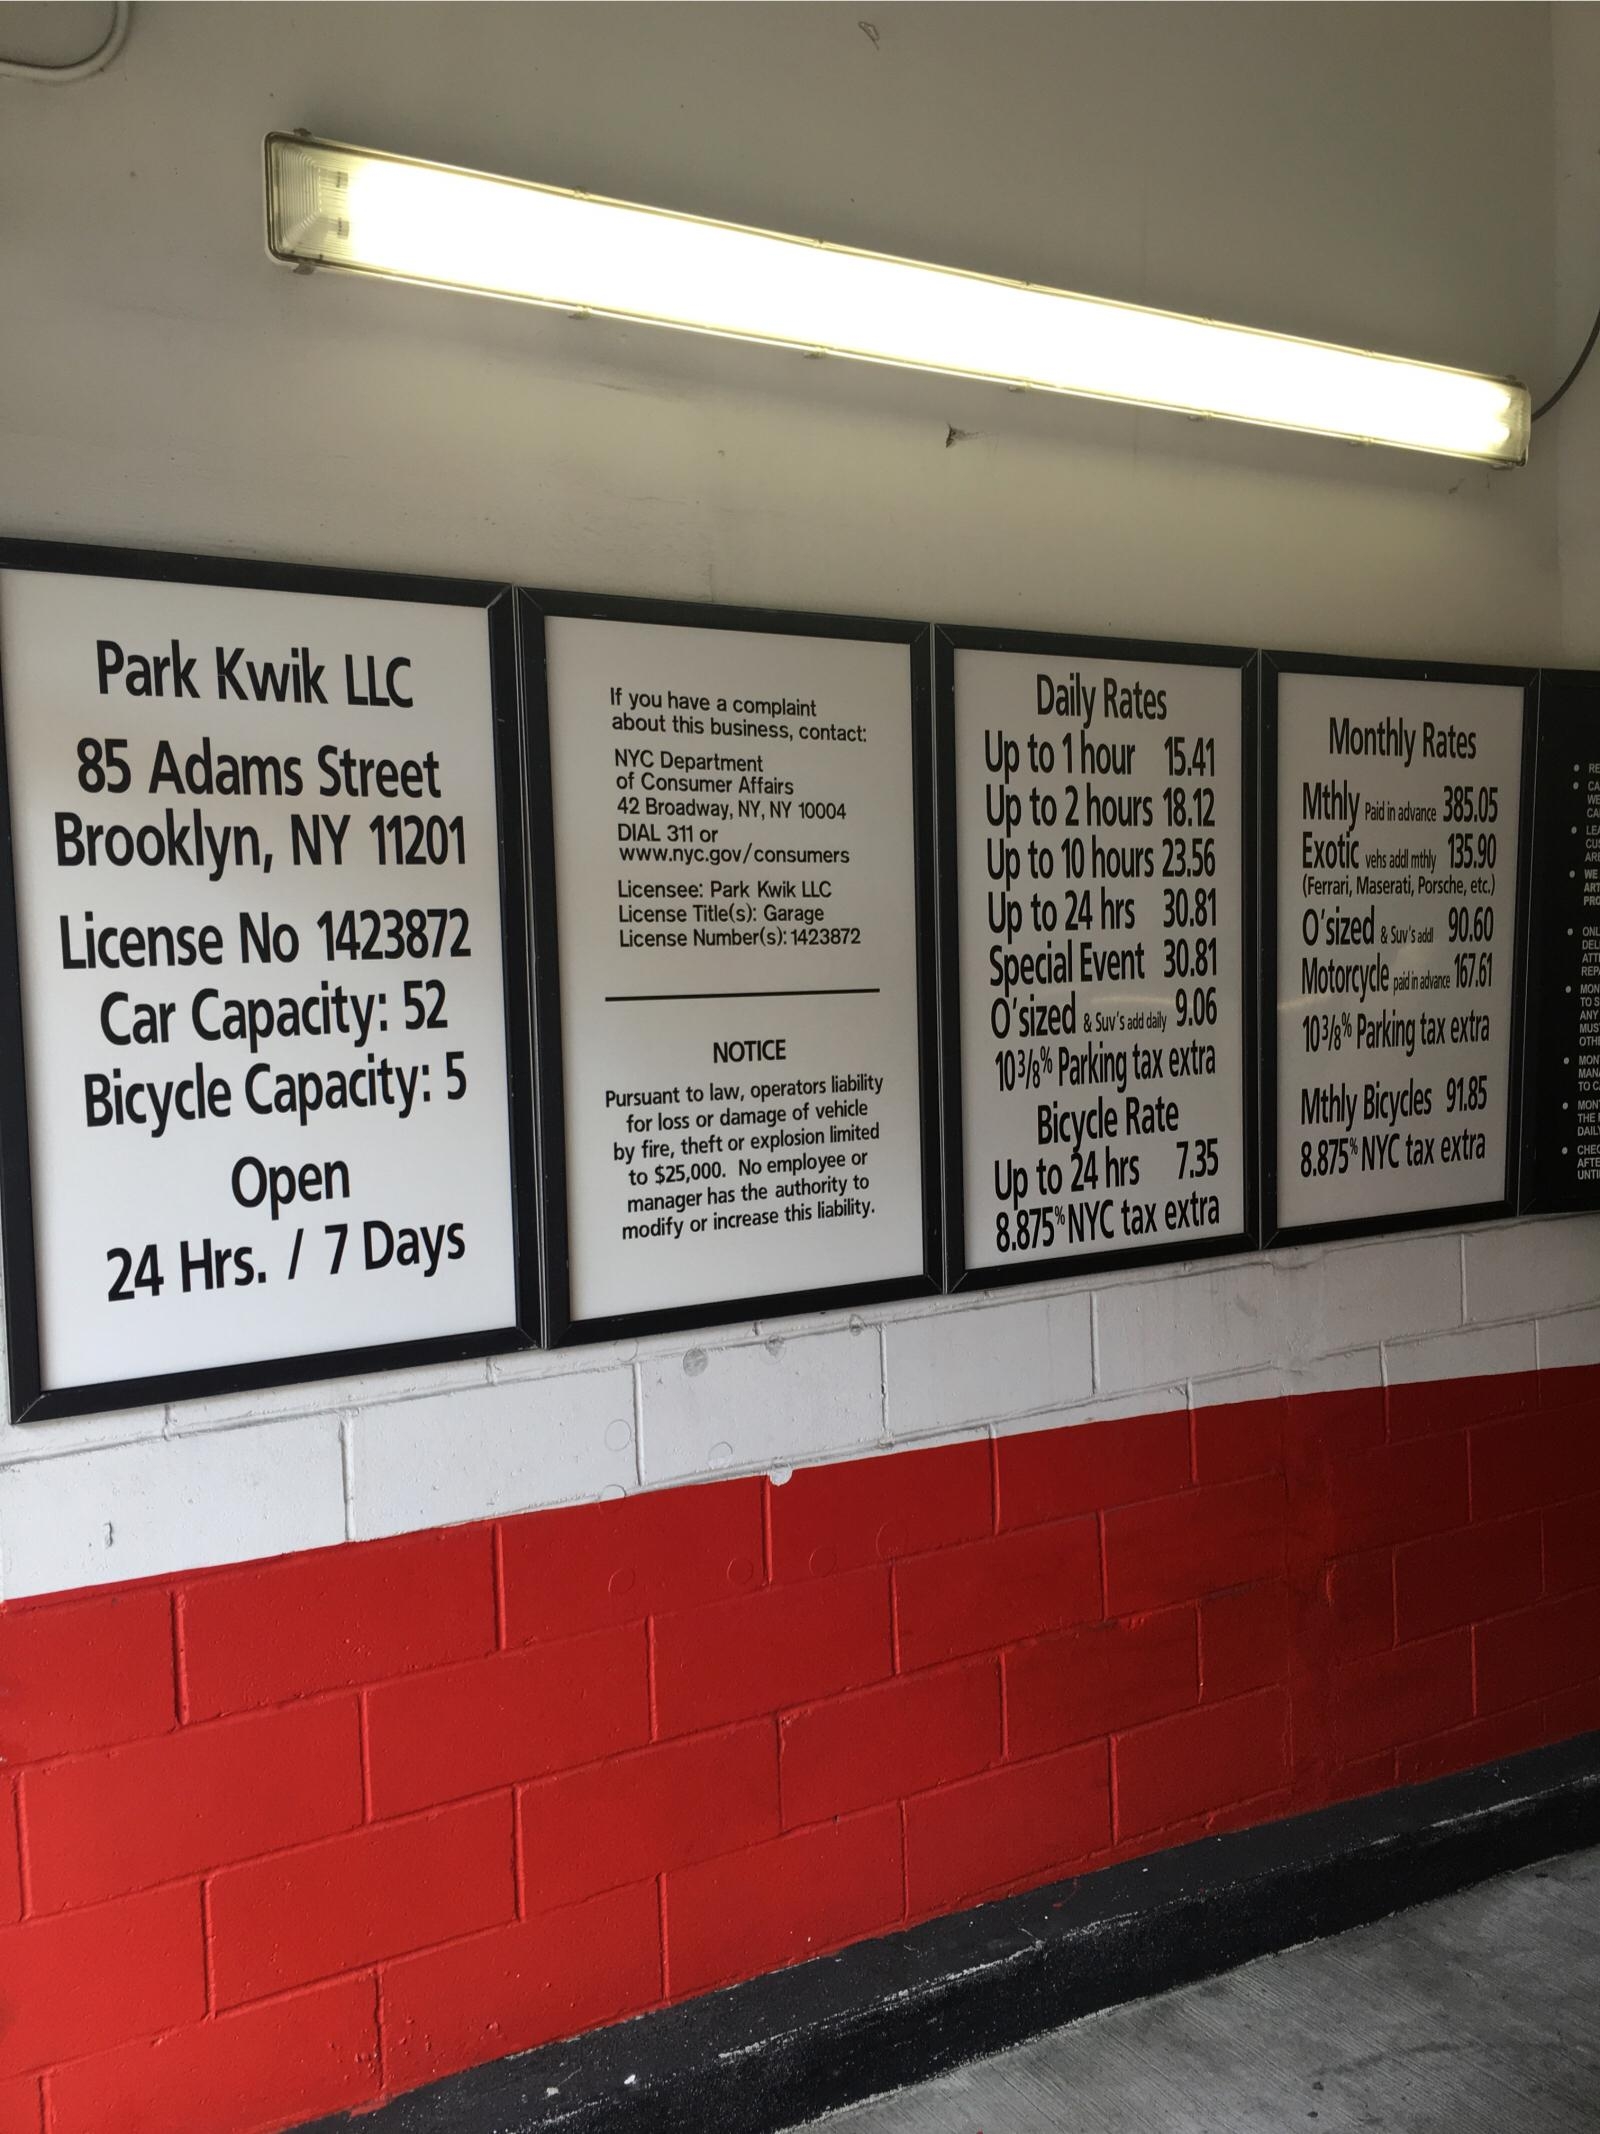 Park Kwik LLC
85 Adams Street
Brooklyn, NY 11201
License No 1423872
Car Capacity: 52
Bicycle Capacity: 5
Open
24 Hrs. / 7 Days
If you have a complaint
about this business, contact:
NYC Department
of Consumer Affairs
42 Broadway, NY, NY 10004
DIAL 311 or
www.nyc.gov/consumers
Licensee: Park Kwik LLC
License Title(s): Garage
License Number(s): 1423872
NOTICE
Pursuant to law, operators liability
for loss or damage of vehicle
by fire, theft or explosion limited
to $25,000. No employee or
manager has the authority to
modify or increase this liability.
Daily Rates
Up to 1 hour 15.41
Up to 2 hours 18.12
Up to 10 hours 23.56
Up to 24 hrs 30.81
Special Event 30.81
O'sized & Suv's add daily 9.06
10 3/8% Parking tax extra
Bicycle Rate
Up to 24 hrs 7.35
8.875% NYC tax extra
Monthly Rates
Mthly Paid in advance 385.05
Exotic vehs addl mthly 135.90
(Ferrari, Maserati, Porsche, etc.)
O'sized & Suv's addl 90.60
Motorcycle paid in advance 167.61
10 3/8% Parking tax extra
Mthly Bicycles 91.85
8.875% NYC tax extra